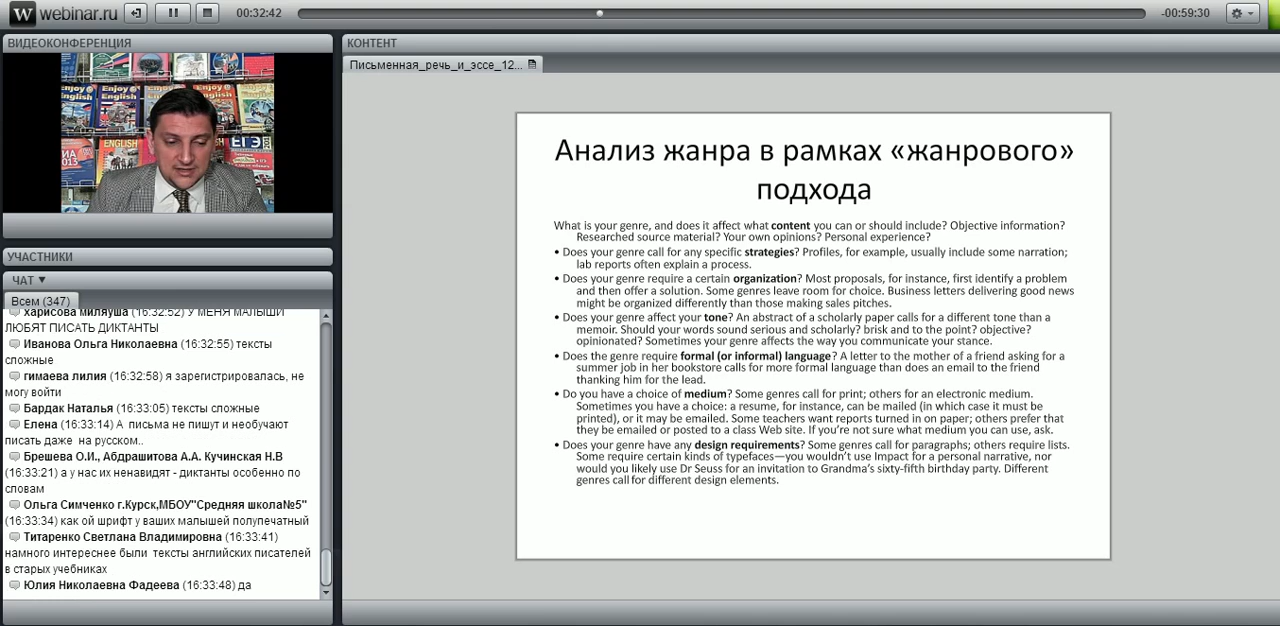 W webinar.ru
00:32:42
-00:59:30
ВИДЕОКОНФЕРЕНЦИЯ
Enjoy English
Enjoy English
ENGLISH
ЕГЭ
2013
УЧАСТНИКИ
ЧАТ ▼
Всем (347)
харисова миляуша (16:32:52) У МЕНЯ МАЛЫШИ
ЛЮБЯТ ПИСАТЬ ДИКТАНТЫ
Иванова Ольга Николаевна (16:32:55) тексты
сложные
гимаева лилия (16:32:58) я зарегистрировалась, не
могу войти
Бардак Наталья (16:33:05) тексты сложные
Елена (16:33:14) А письма не пишут и необучают
писать даже на русском..
Брешева О.И., Абдрашитова А.А. Кучинская Н.В
(16:33:21) а у нас их ненавидят - диктанты особенно по
словам
Ольга Симченко г.Курск,МБОУ"Средняя школа№5"
(16:33:34) как ой шрифт у ваших малышей полупечатный
Титаренко Светлана Владимировна (16:33:41)
намного интереснее были тексты английских писателей
в старых учебниках
Юлия Николаевна Фадеева (16:33:48) да
КОНТЕНТ
Письменная_речь_и_эссе_12...
Анализ жанра в рамках «жанрового»
подхода
What is your genre, and does it affect what content you can or should include? Objective information?
Researched source material? Your own opinions? Personal experience?
• Does your genre call for any specific strategies? Profiles, for example, usually include some narration;
lab reports often explain a process.
• Does your genre require a certain organization? Most proposals, for instance, first identify a problem
and then offer a solution. Some genres leave room for choice. Business letters delivering good news
might be organized differently than those making sales pitches.
• Does your genre affect your tone? An abstract of a scholarly paper calls for a different tone than a
memoir. Should your words sound serious and scholarly? brisk and to the point? objective?
opinionated? Sometimes your genre affects the way you communicate your stance.
• Does the genre require formal (or informal) language? A letter to the mother of a friend asking for a
summer job in her bookstore calls for more formal language than does an email to the friend
thanking him for the lead.
• Do you have a choice of medium? Some genres call for print; others for an electronic medium.
Sometimes you have a choice: a resume, for instance, can be mailed (in which case it must be
printed), or it may be emailed. Some teachers want reports turned in on paper; others prefer that
they be emailed or posted to a class Web site. If you're not sure what medium you can use, ask.
• Does your genre have any design requirements? Some genres call for paragraphs; others require lists.
Some require certain kinds of typefaces—you wouldn't use Impact for a personal narrative, nor
would you likely use Dr Seuss for an invitation to Grandma's sixty-fifth birthday party. Different
genres call for different design elements.